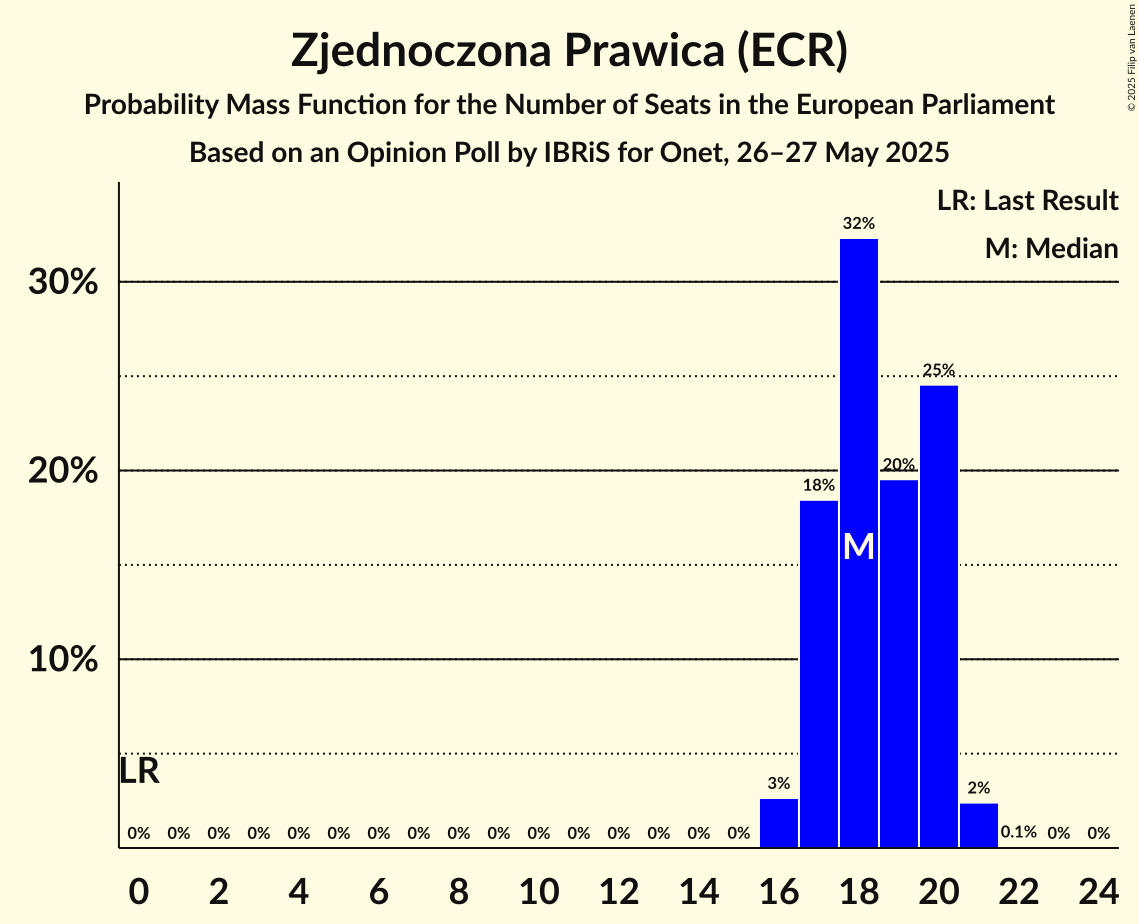 Zjednoczona Prawica (ECR)
Probability Mass Function for the Number of Seats in the European Parliament
Based on an Opinion Poll by IBRiS for Onet, 26–27 May 2025
© 2025 Filip van Laenen
LR: Last Result
M: Median
30%
20%
10%
LR
M
0% 0% 0% 0% 0% 0% 0% 0% 0% 0% 0% 0% 0% 0% 0% 0% 3% 18% 32% 20% 25% 2% 0.1% 0% 0%
0 2 4 6 8 10 12 14 16 18 20 22 24